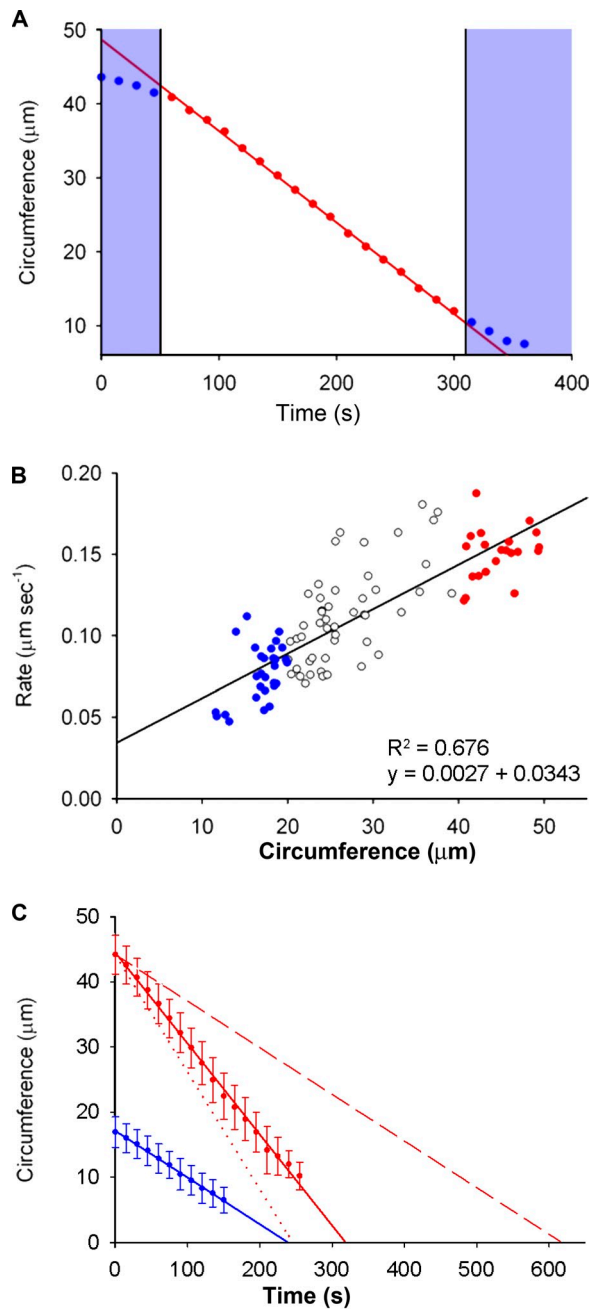 A
50
40
30
20
10
Circumference (μm)
0 100 200 300 400
Time (s)
B
0.20
0.15
0.10
0.05
0.00
Rate (μm sec-1)
R2 = 0.676
y = 0.0027 + 0.0343
0 10 20 30 40 50
Circumference (μm)
C
50
40
30
20
10
0
Circumference (μm)
0 100 200 300 400 500 600
Time (s)